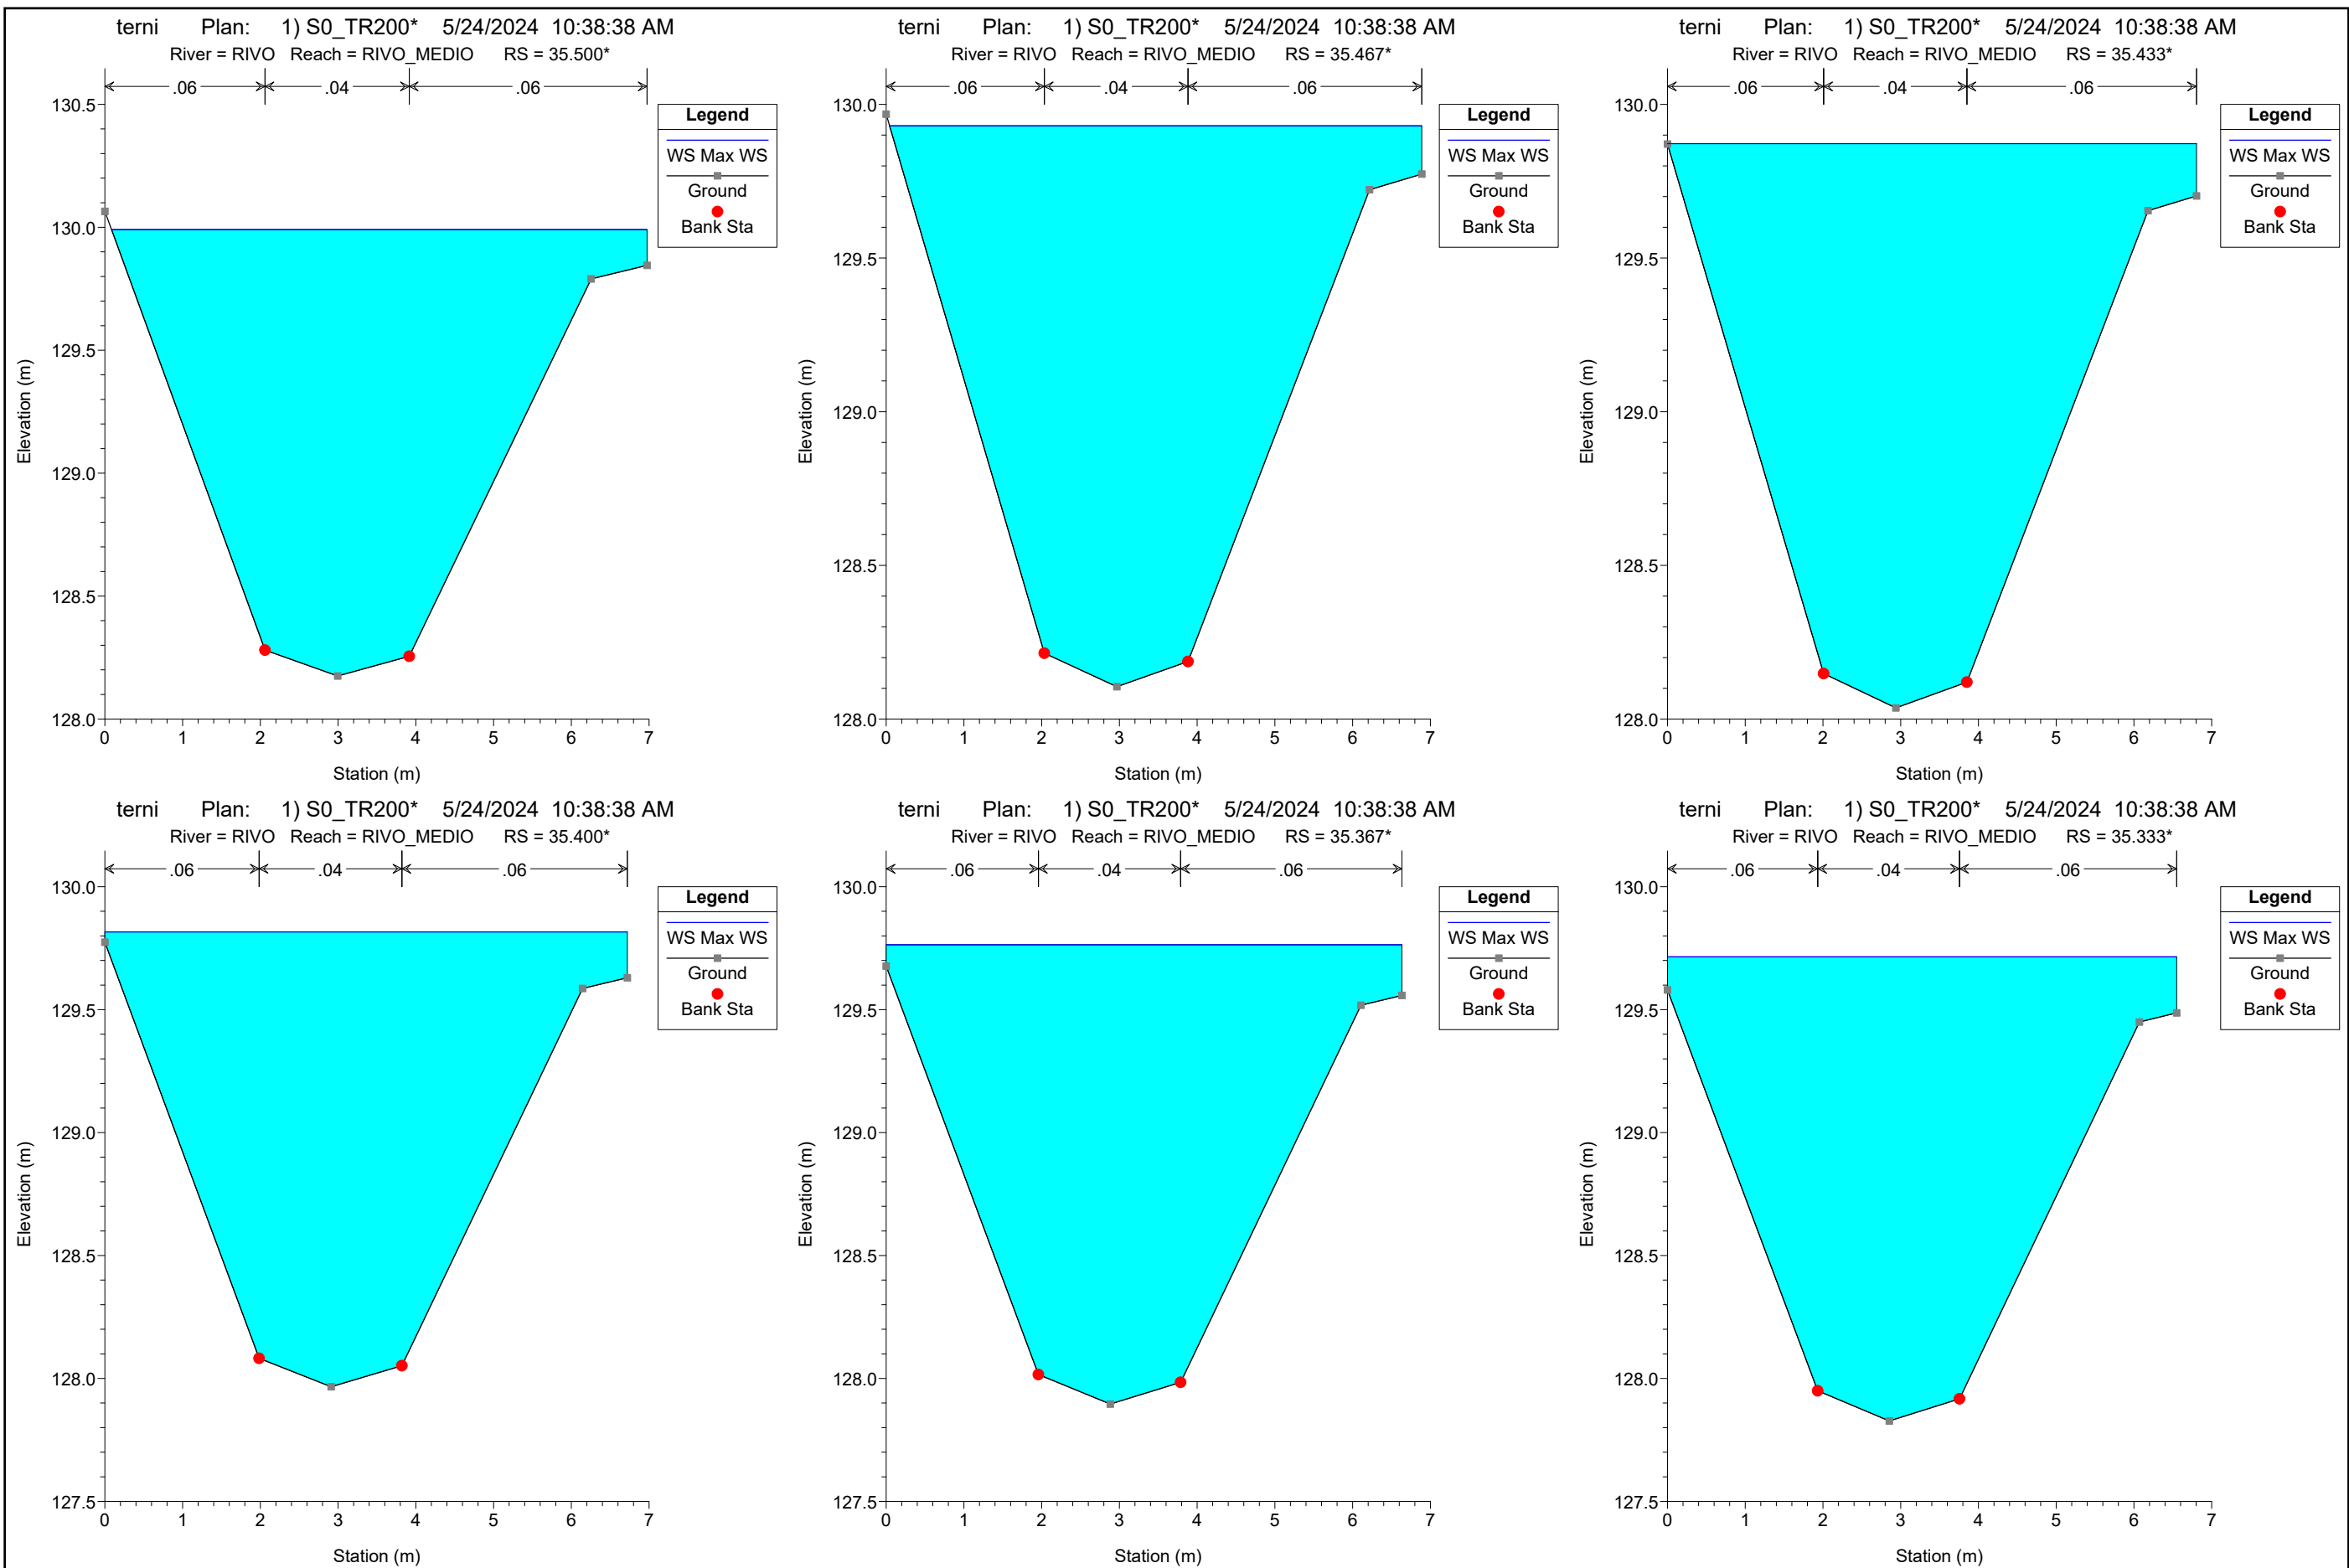 terni Plan: 1) S0_TR200* 5/24/2024 10:38:38 AM
River = RIVO Reach = RIVO_MEDIO RS = 35.500*
.06 .04 .06
130.5
130.0
129.5
129.0
128.5
128.0
0 1 2 3 4 5 6 7
Station (m)
Elevation (m)
Legend
WS Max WS
Ground
Bank Sta
terni Plan: 1) S0_TR200* 5/24/2024 10:38:38 AM
River = RIVO Reach = RIVO_MEDIO RS = 35.467*
.06 .04 .06
130.0
129.5
129.0
128.5
128.0
0 1 2 3 4 5 6 7
Station (m)
Elevation (m)
Legend
WS Max WS
Ground
Bank Sta
terni Plan: 1) S0_TR200* 5/24/2024 10:38:38 AM
River = RIVO Reach = RIVO_MEDIO RS = 35.433*
.06 .04 .06
130.0
129.5
129.0
128.5
128.0
0 1 2 3 4 5 6 7
Station (m)
Elevation (m)
Legend
WS Max WS
Ground
Bank Sta
terni Plan: 1) S0_TR200* 5/24/2024 10:38:38 AM
River = RIVO Reach = RIVO_MEDIO RS = 35.400*
.06 .04 .06
130.0
129.5
129.0
128.5
128.0
127.5
0 1 2 3 4 5 6 7
Station (m)
Elevation (m)
Legend
WS Max WS
Ground
Bank Sta
terni Plan: 1) S0_TR200* 5/24/2024 10:38:38 AM
River = RIVO Reach = RIVO_MEDIO RS = 35.367*
.06 .04 .06
130.0
129.5
129.0
128.5
128.0
127.5
0 1 2 3 4 5 6 7
Station (m)
Elevation (m)
Legend
WS Max WS
Ground
Bank Sta
terni Plan: 1) S0_TR200* 5/24/2024 10:38:38 AM
River = RIVO Reach = RIVO_MEDIO RS = 35.333*
.06 .04 .06
130.0
129.5
129.0
128.5
128.0
127.5
0 1 2 3 4 5 6 7
Station (m)
Elevation (m)
Legend
WS Max WS
Ground
Bank Sta